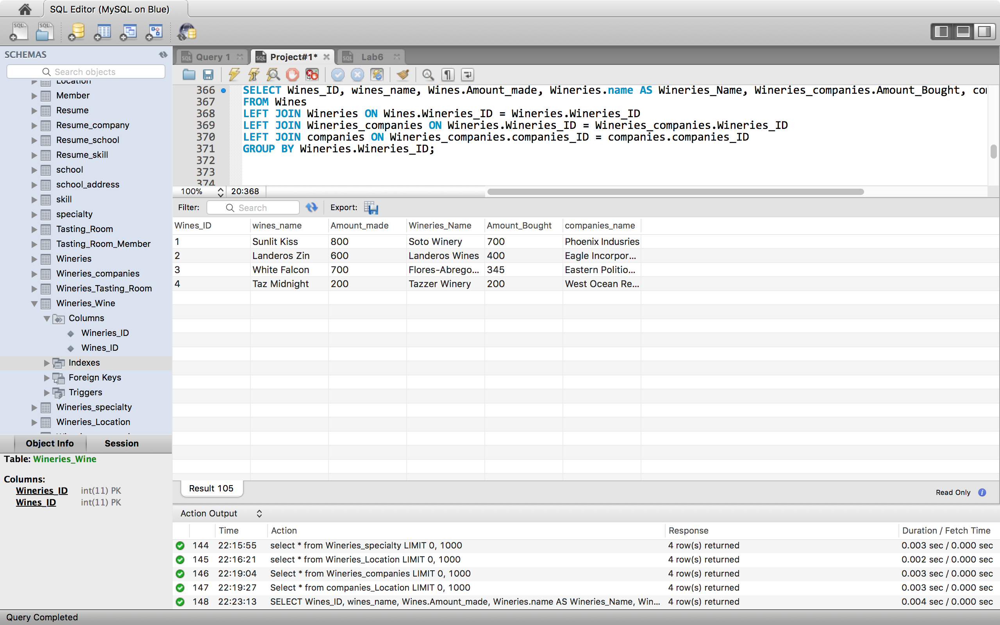 SQL Editor (MySQL on Blue)
SQL
SQL
SCHEMAS
Search objects
Location
Member
Resume
Resume_company
Resume_school
Resume_skill
school
school_address
skill
specialty
Tasting_Room
Tasting_Room_Member
Wineries
Wineries_companies
Wineries_Tasting_Room
Wineries_Wine
Columns
Wineries_ID
Wines_ID
Indexes
Foreign Keys
Triggers
Wineries_specialty
Wineries_Location
Object Info Session
Table: Wineries_Wine
Columns:
Wineries_ID int(11) PK
Wines_ID int(11) PK
SQL Query 1 SQL Project#1* SQL Lab6
366 SELECT Wines_ID, wines_name, Wines.Amount_made, Wineries.name AS Wineries_Name, Wineries_companies.Amount_Bought,
367 FROM Wines
368 LEFT JOIN Wineries ON Wines.Wineries_ID = Wineries.Wineries_ID
369 LEFT JOIN Wineries_companies ON Wineries.Wineries_ID = Wineries_companies.Wineries_ID
370 LEFT JOIN companies ON Wineries_companies.companies_ID = companies.companies_ID
371 GROUP BY Wineries.Wineries_ID;
372
373
374
100% 20:368
Filter: Search Export:
Wines_ID wines_name Amount_made Wineries_Name Amount_Bought companies_name
1 Sunlit Kiss 800 Soto Winery 700 Phoenix Indusries
2 Landeros Zin 600 Landeros Wines 400 Eagle Incorpor...
3 White Falcon 700 Flores-Abrego... 345 Eastern Politio...
4 Taz Midnight 200 Tazzer Winery 200 West Ocean Re...
Result 105
Read Only
Action Output
Time Action Response Duration / Fetch Time
144 22:15:55 select * from Wineries_specialty LIMIT 0, 1000 4 row(s) returned 0.003 sec / 0.000 sec
145 22:16:21 select * from Wineries_Location LIMIT 0, 1000 4 row(s) returned 0.002 sec / 0.000 sec
146 22:19:04 Select * from Wineries_companies LIMIT 0, 1000 4 row(s) returned 0.003 sec / 0.000 sec
147 22:19:27 Select * from companies_Location LIMIT 0, 1000 4 row(s) returned 0.003 sec / 0.000 sec
148 22:23:13 SELECT Wines_ID, wines_name, Wines.Amount_made, Wineries.name AS Wineries_Name, Win... 4 row(s) returned 0.004 sec / 0.000 sec
Query Completed